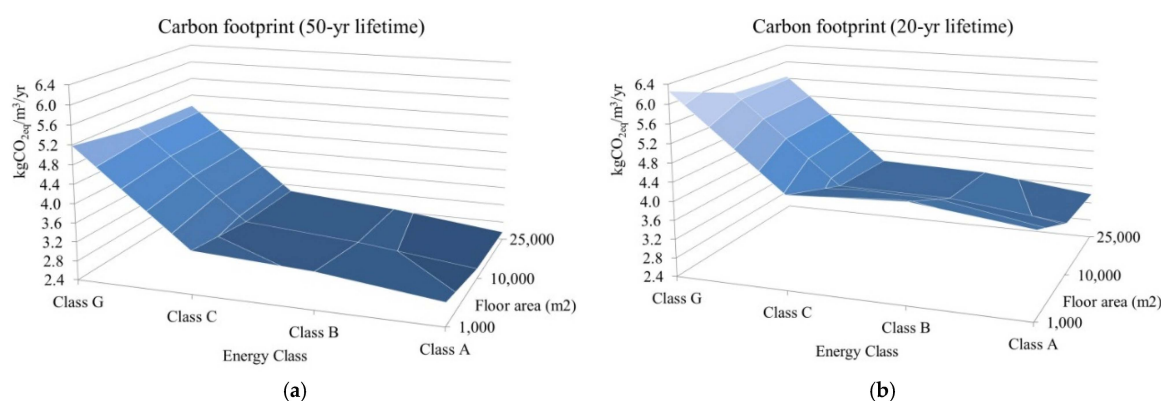 Carbon footprint (50-yr lifetime)
kgCO2eq/m³/yr
6.4
6.0
5.6
5.2
4.8
4.4
4.0
3.6
3.2
2.8
2.4
Class G
Class C
Class B
Class A
Energy Class
25,000
10,000
1,000
Floor area (m2)
(a)
Carbon footprint (20-yr lifetime)
kgCO2eq/m³/yr
6.4
6.0
5.6
5.2
4.8
4.4
4.0
3.6
3.2
2.8
2.4
Class G
Class C
Class B
Class A
Energy Class
25,000
10,000
1,000
Floor area (m2)
(b)